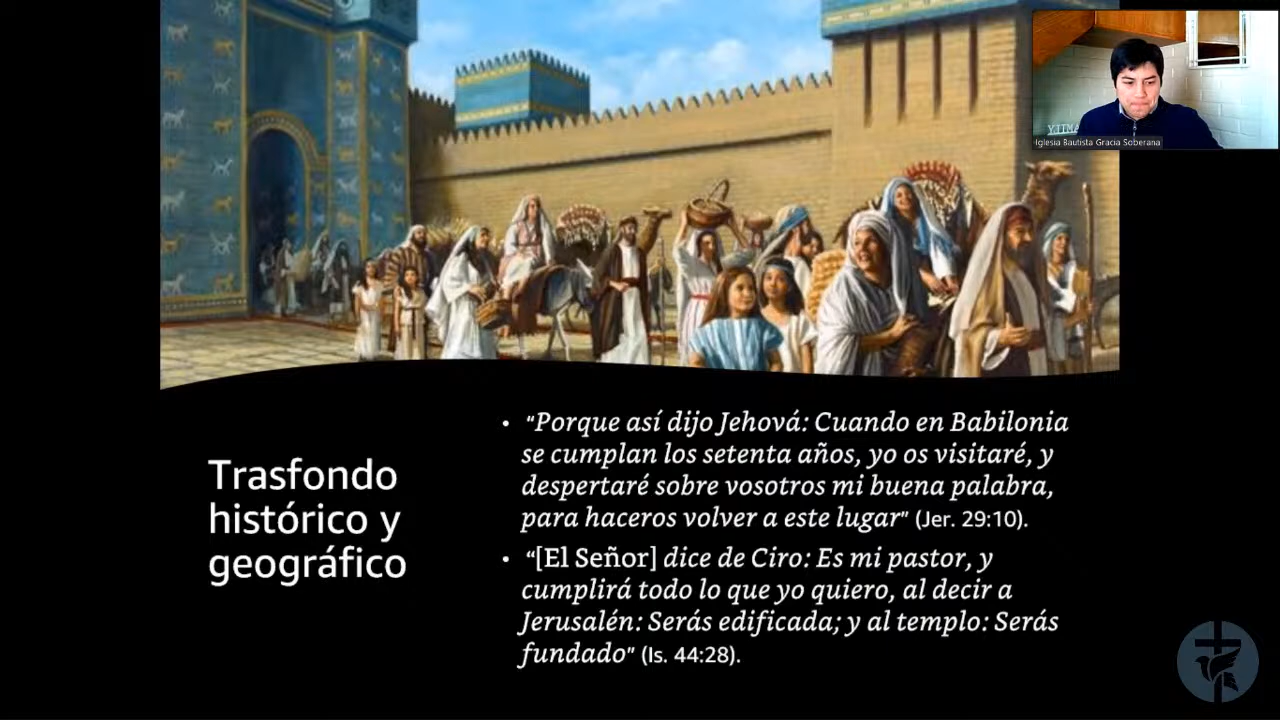 Iglesia Bautista Gracia Soberana
Trasfondo
histórico y
geográfico
• “Porque así dijo Jehová: Cuando en Babilonia
se cumplan los setenta años, yo os visitaré, y
despertaré sobre vosotros mi buena palabra,
para haceros volver a este lugar” (Jer. 29:10).
• “[El Señor] dice de Ciro: Es mi pastor, y
cumplirá todo lo que yo quiero, al decir a
Jerusalén: Serás edificada; y al templo: Serás
fundado” (Is. 44:28).